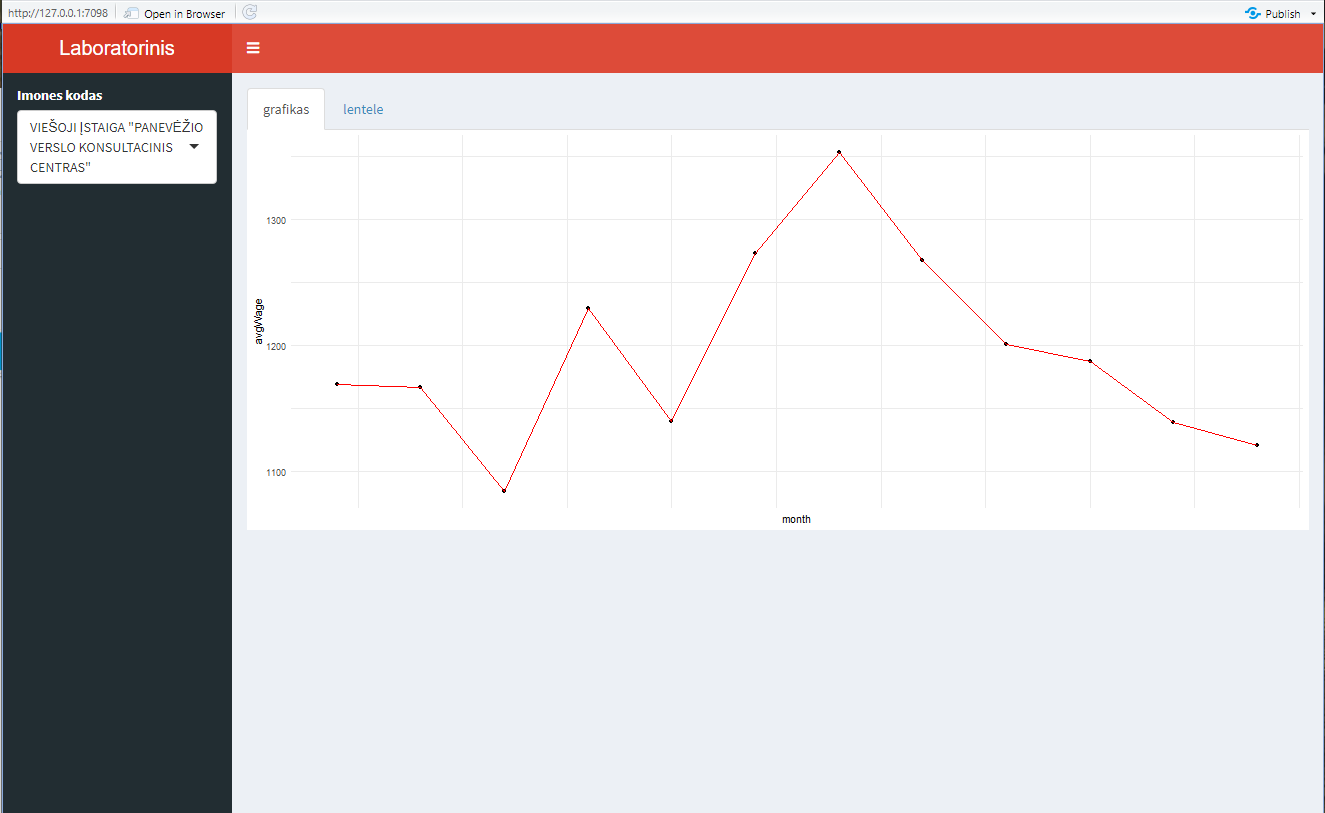 http://127.0.0.1:7098
Open in Browser
Publish
Laboratorinis
Imones kodas
VIEŠOJI ĮSTAIGA "PANEVĖŽIO
VERSLO KONSULTACINIS
CENTRAS"
grafikas
lentele
1300
1200
1100
avgWage
month